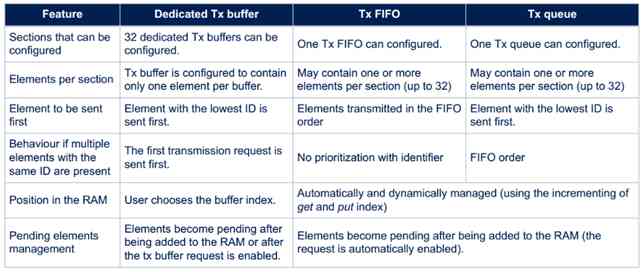 Feature Dedicated Tx buffer Tx FIFO Tx queue
Sections that can be
configured
32 dedicated Tx buffers can be
configured.
One Tx FIFO can configured.
One Tx queue can configured.
Elements per section
Tx buffer is configured to contain
only one element per buffer.
May contain one or more
elements per section (up to 32)
May contain one or more
elements per section (up to 32)
Element to be sent
first
Element with the lowest ID is
sent first.
Elements transmitted in the FIFO
order
Element with the lowest ID is
sent first.
Behaviour if multiple
elements with the
same ID are present
The first transmission request is
sent first.
No prioritization with identifier
FIFO order
Position in the RAM
User chooses the buffer index.
Automatically and dynamically managed (using the incrementing of
get and put index)
Pending elements
management
Elements become pending after
being added to the RAM or after
the tx buffer request is enabled.
Elements become pending after being added to the RAM (the
request is automatically enabled).